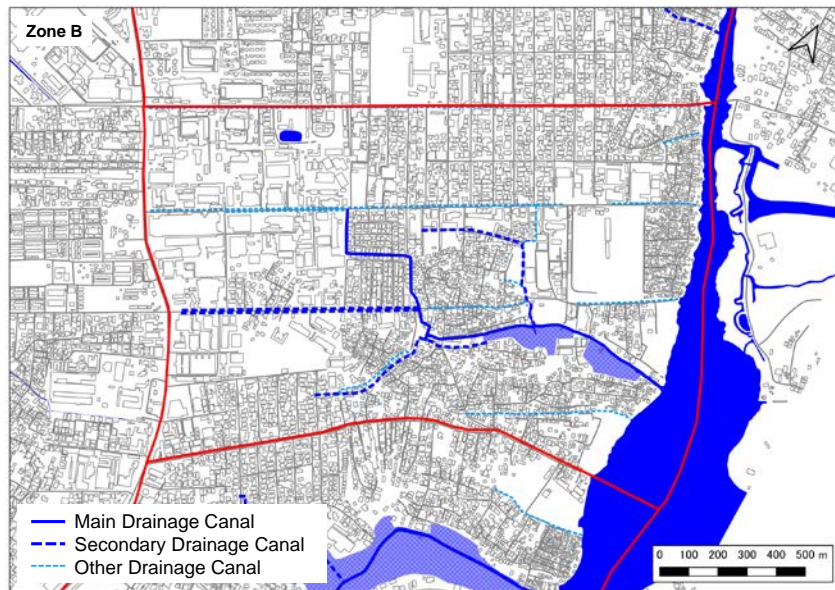 Zone B
Main Drainage Canal
Secondary Drainage Canal
Other Drainage Canal
0 100 200 300 400 500 m